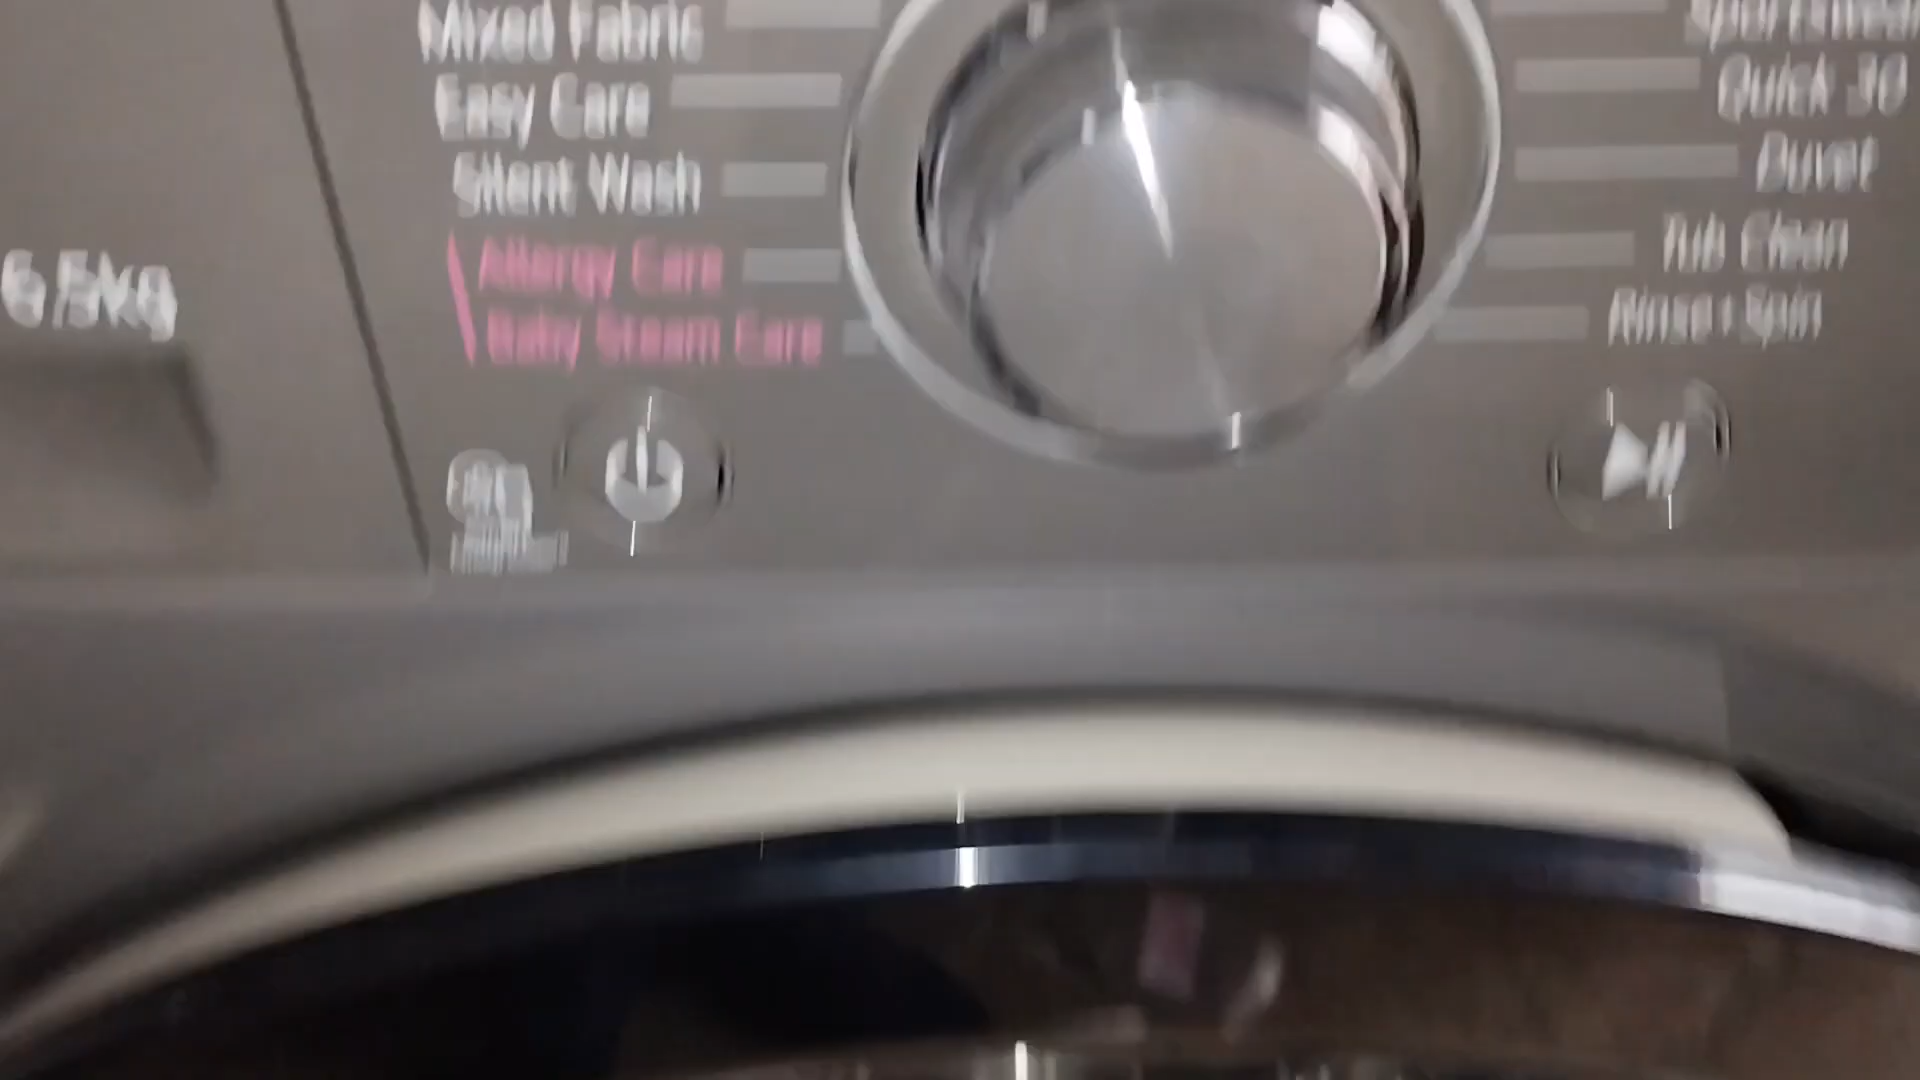 Mixed Fabric
Easy Care
Silent Wash
Allergy Care
Baby Steam Care
6.5kg
Sportswear
Quick 30
Duvet
Tub Clean
Rinse+Spin